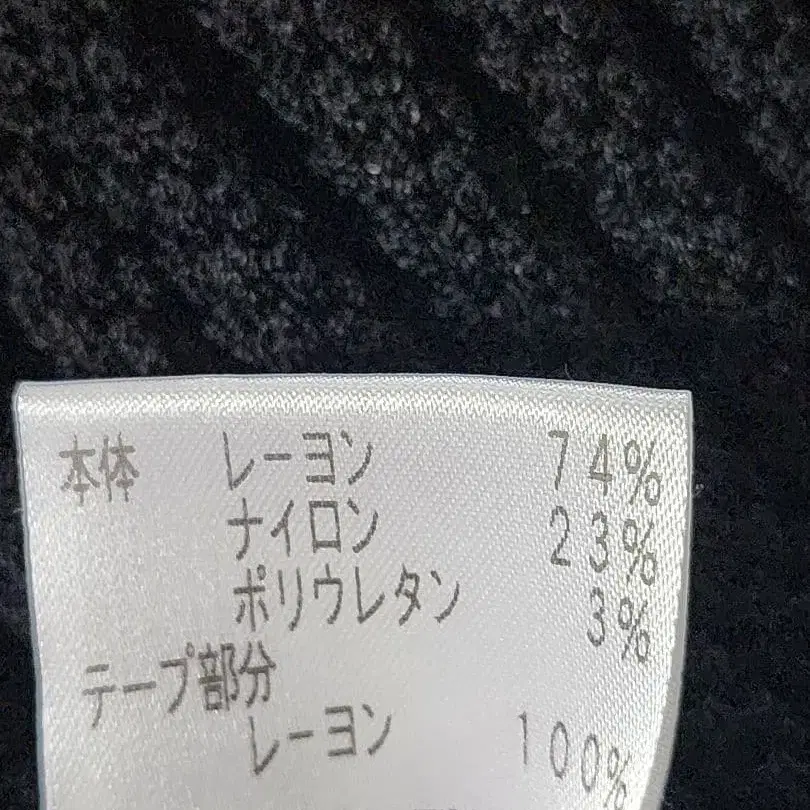 本体 レーヨン 74%
ナイロン 23%
ポリウレタン 3%
テープ部分
レーヨン 100%